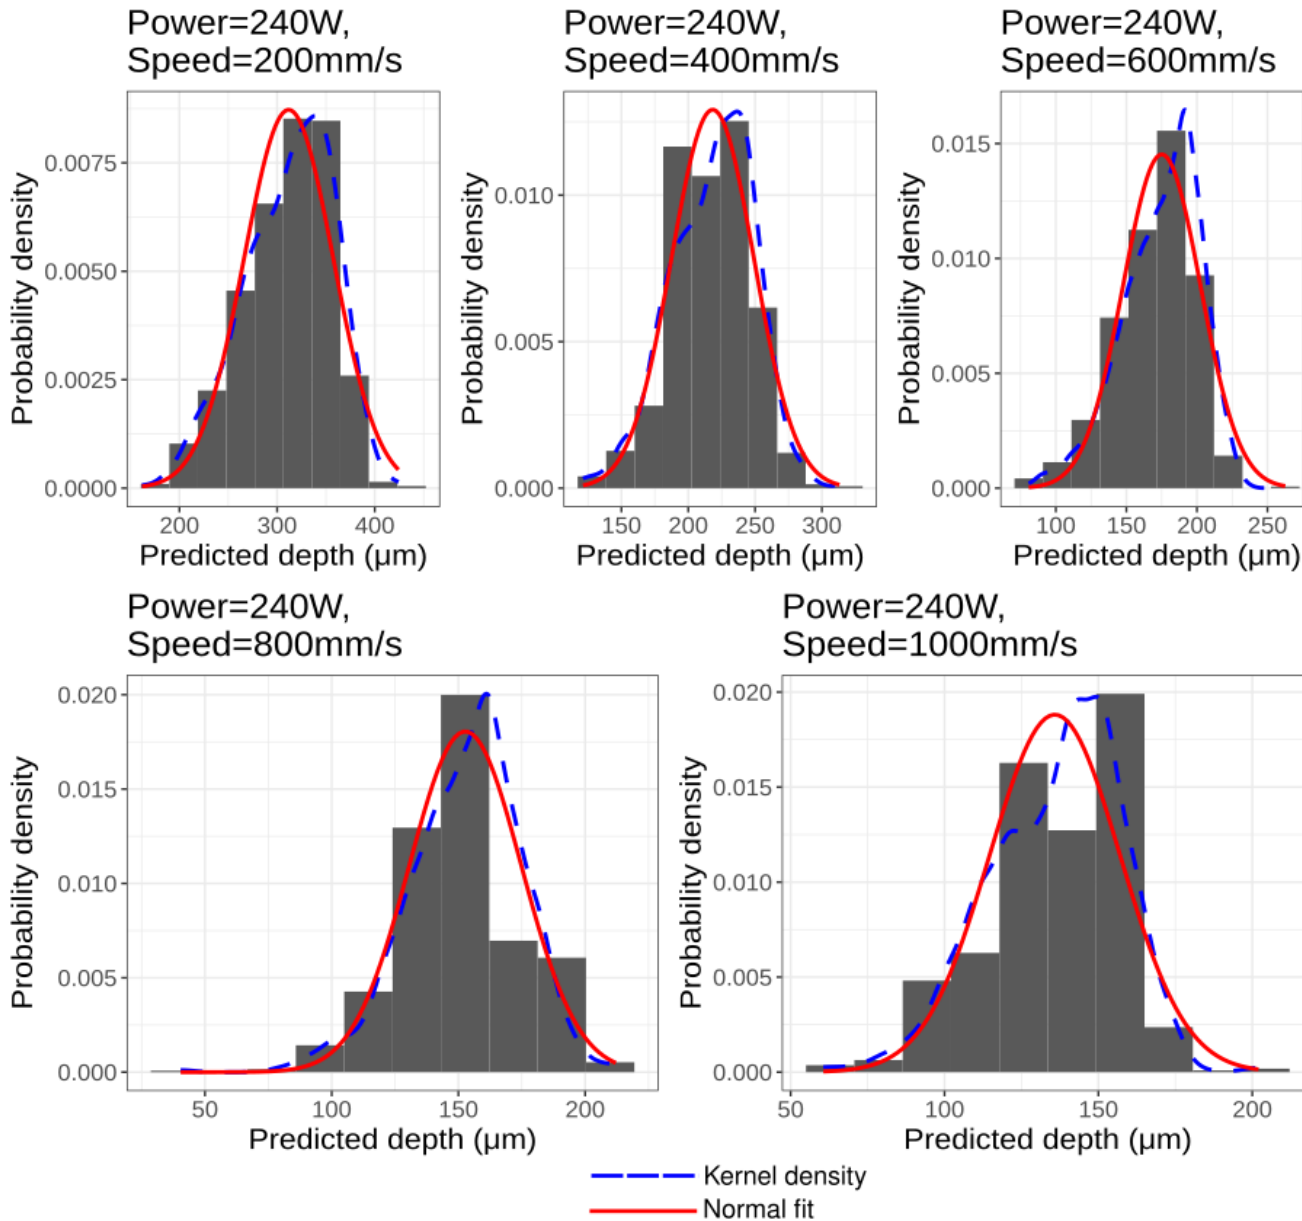 Power=240W,
Speed=200mm/s
Probability density
0.0075
0.0050
0.0025
0.0000
200 300 400
Predicted depth (μm)
Power=240W,
Speed=400mm/s
Probability density
0.010
0.005
0.000
150 200 250 300
Predicted depth (μm)
Power=240W,
Speed=600mm/s
Probability density
0.015
0.010
0.005
0.000
100 150 200 250
Predicted depth (μm)
Power=240W,
Speed=800mm/s
Probability density
0.020
0.015
0.010
0.005
0.000
50 100 150 200
Predicted depth (μm)
Power=240W,
Speed=1000mm/s
Probability density
0.020
0.015
0.010
0.005
0.000
50 100 150 200
Predicted depth (μm)
Kernel density
Normal fit